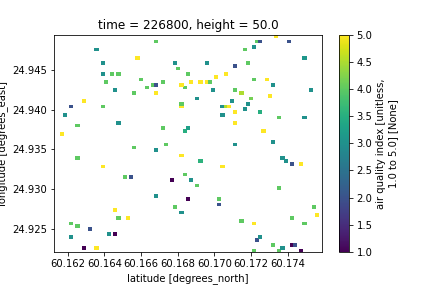 time = 226800, height = 50.0
24.945
24.940
24.935
24.930
24.925
longitude [degrees_east]
60.162 60.164 60.166 60.168 60.170 60.172 60.174
latitude [degrees_north]
5.0
4.5
4.0
3.5
3.0
2.5
2.0
1.5
1.0
air quality index [unitless,
1.0 to 5.0] [None]